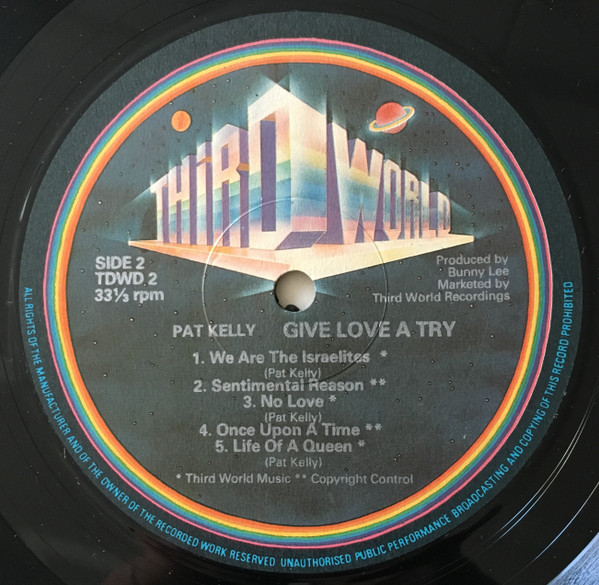 THIRD WORLD
SIDE 2
TDWD 2
33⅓ rpm
Produced by
Bunny Lee
Marketed by
Third World Recordings
PAT KELLY GIVE LOVE A TRY
1. We Are The Israelites *
(Pat Kelly)
2. Sentimental Reason **
3. No Love *
(Pat Kelly)
4. Once Upon A Time **
5. Life Of A Queen *
(Pat Kelly)
* Third World Music ** Copyright Control
ALL RIGHTS OF THE MANUFACTURER AND OF THE OWNER OF THE RECORDED WORK RESERVED UNAUTHORISED PUBLIC PERFORMANCE BROADCASTING AND COPYING OF THIS RECORD PROHIBITED